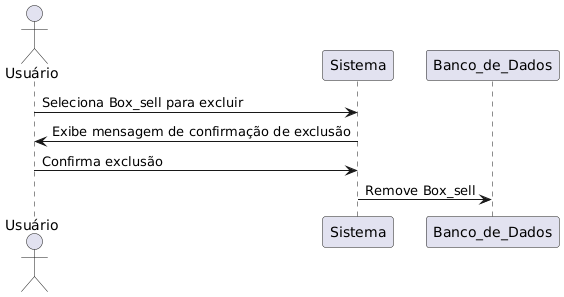 Usuário
Sistema
Banco_de_Dados
Seleciona Box_sell para excluir
Exibe mensagem de confirmação de exclusão
Confirma exclusão
Remove Box_sell
Usuário
Sistema
Banco_de_Dados